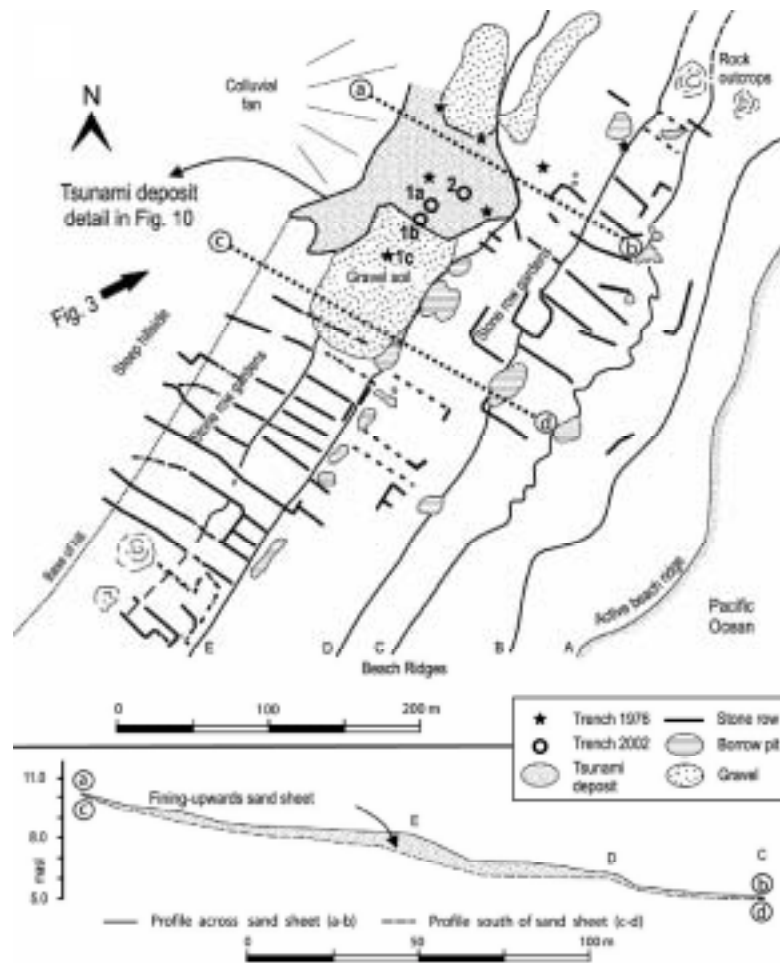 Colluvial
fan
N
Rock
outcrops
a
Tsunami deposit
detail in Fig. 10
1a
2
1b
c
1c
Gravel soil
b
Fig. 3
Steep hillside
Stone row gardens
Stone row gardens
d
Base of hill
Active beach ridge
Pacific
Ocean
E
D
C
B
A
Beach Ridges
0
100
200 m
Trench 1976
Stone row
Trench 2002
Borrow pit
Tsunami
deposit
Gravel
11.0
8.0
5.0
masl
a
c
Fining-upwards sand sheet
E
D
C
b
d
Profile across sand sheet (a-b)
Profile south of sand sheet (c-d)
0
50
100 m